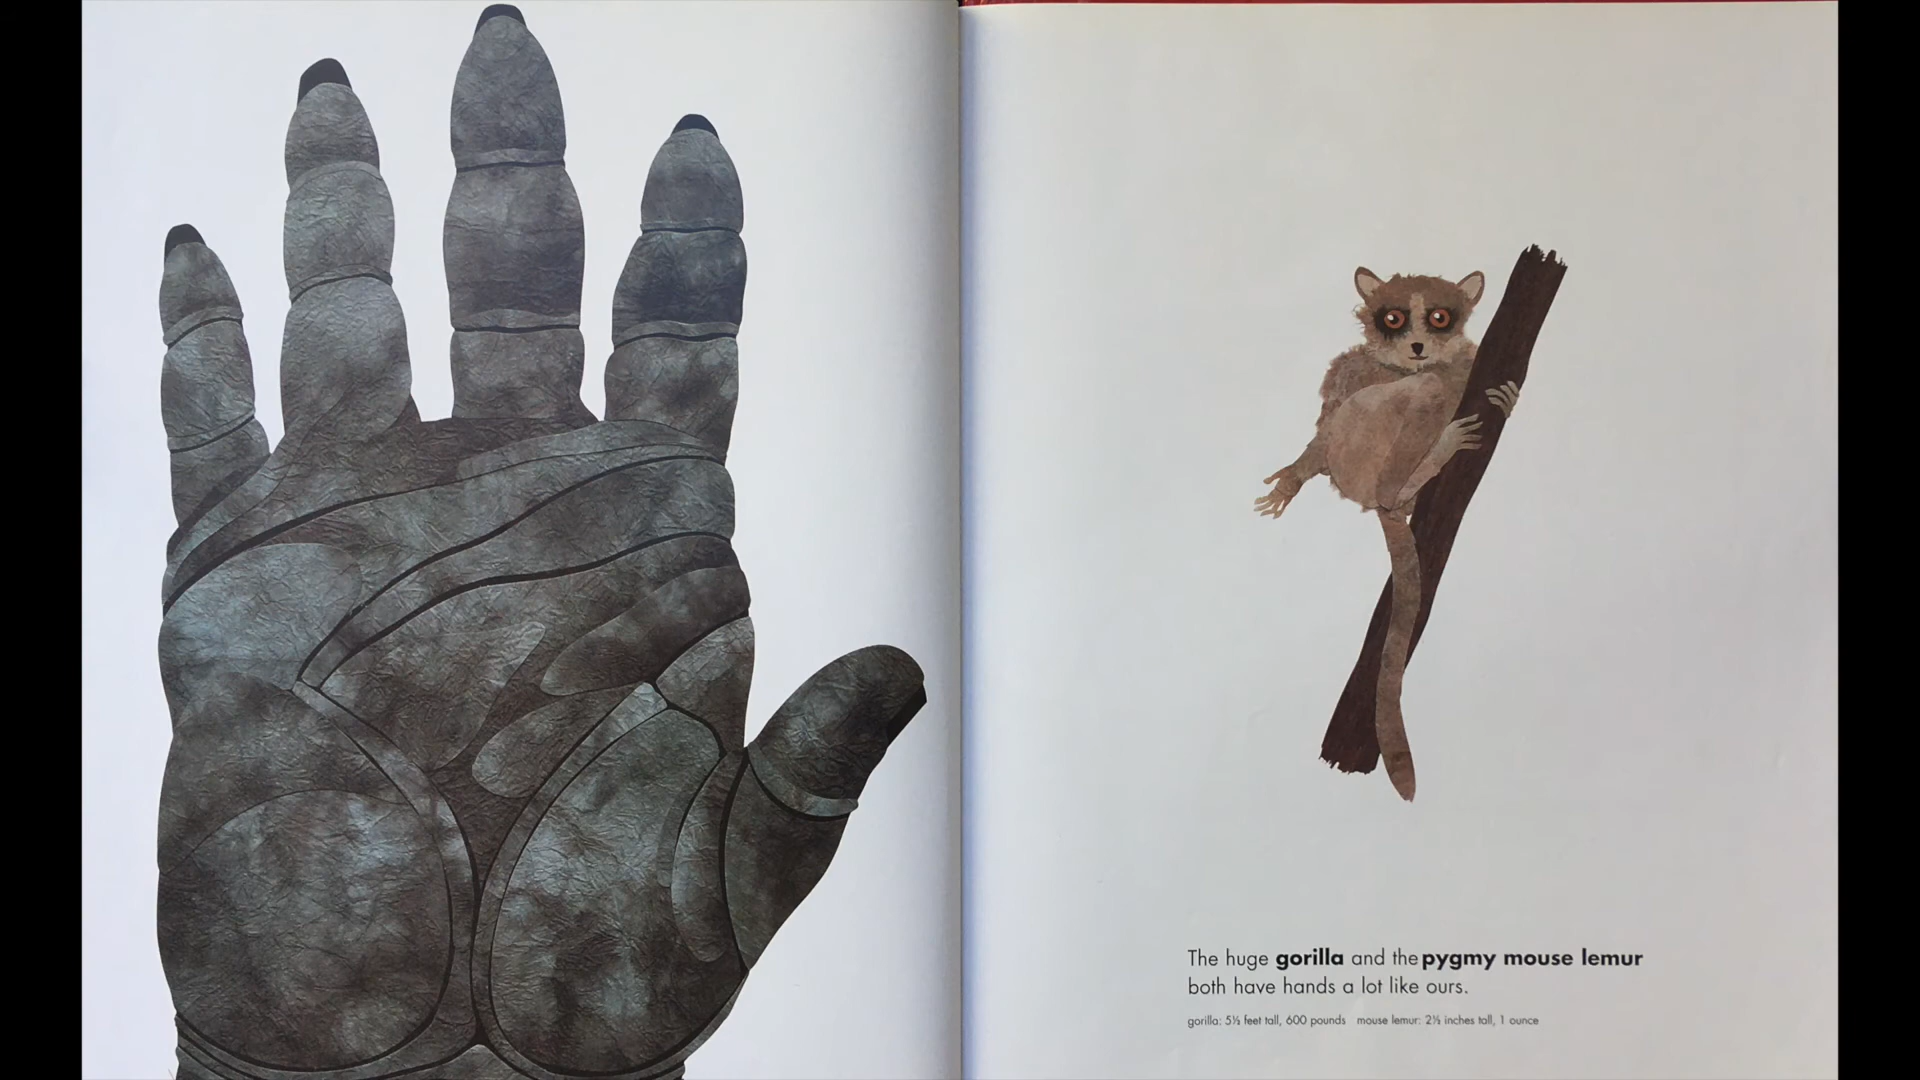 The huge gorilla and the pygmy mouse lemur
both have hands a lot like ours.
gorilla: 5½ feet tall, 600 pounds mouse lemur: 2½ inches tall, 1 ounce